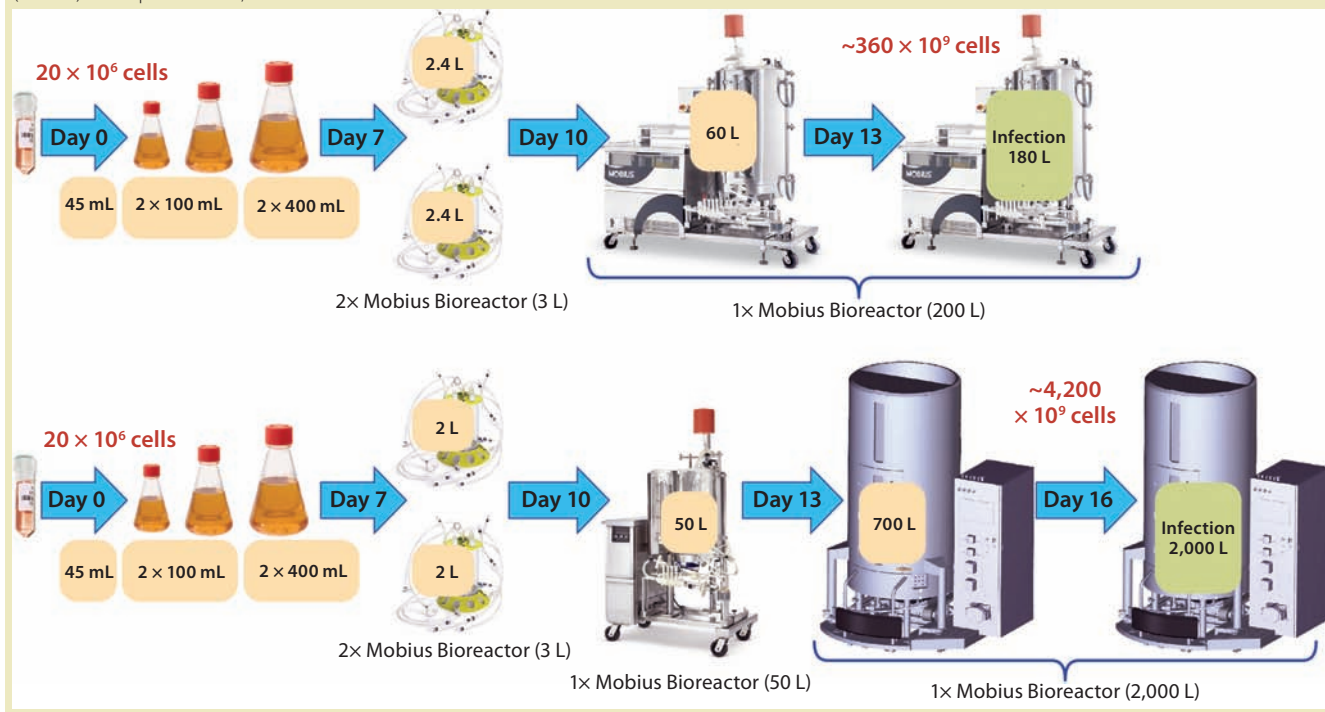 20 × 10⁶ cells
~360 × 10⁹ cells
Day 0
Day 7
2.4 L
2.4 L
Day 10
60 L
Day 13
Infection
180 L
MOBIUS
MOBIUS
45 mL
2 × 100 mL
2 × 400 mL
2× Mobius Bioreactor (3 L)
1× Mobius Bioreactor (200 L)
20 × 10⁶ cells
~4,200
× 10⁹ cells
Day 0
Day 7
2 L
2 L
Day 10
50 L
Day 13
700 L
Day 16
Infection
2,000 L
45 mL
2 × 100 mL
2 × 400 mL
2× Mobius Bioreactor (3 L)
1× Mobius Bioreactor (50 L)
1× Mobius Bioreactor (2,000 L)